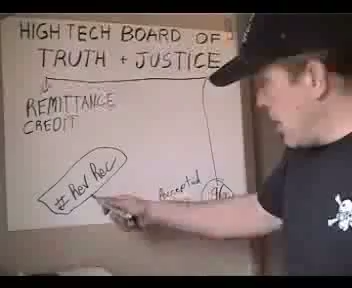 HIGH TECH BOARD OF
TRUTH + JUSTICE
REMITTANCE
CREDIT
# Rev Rec
Accepted